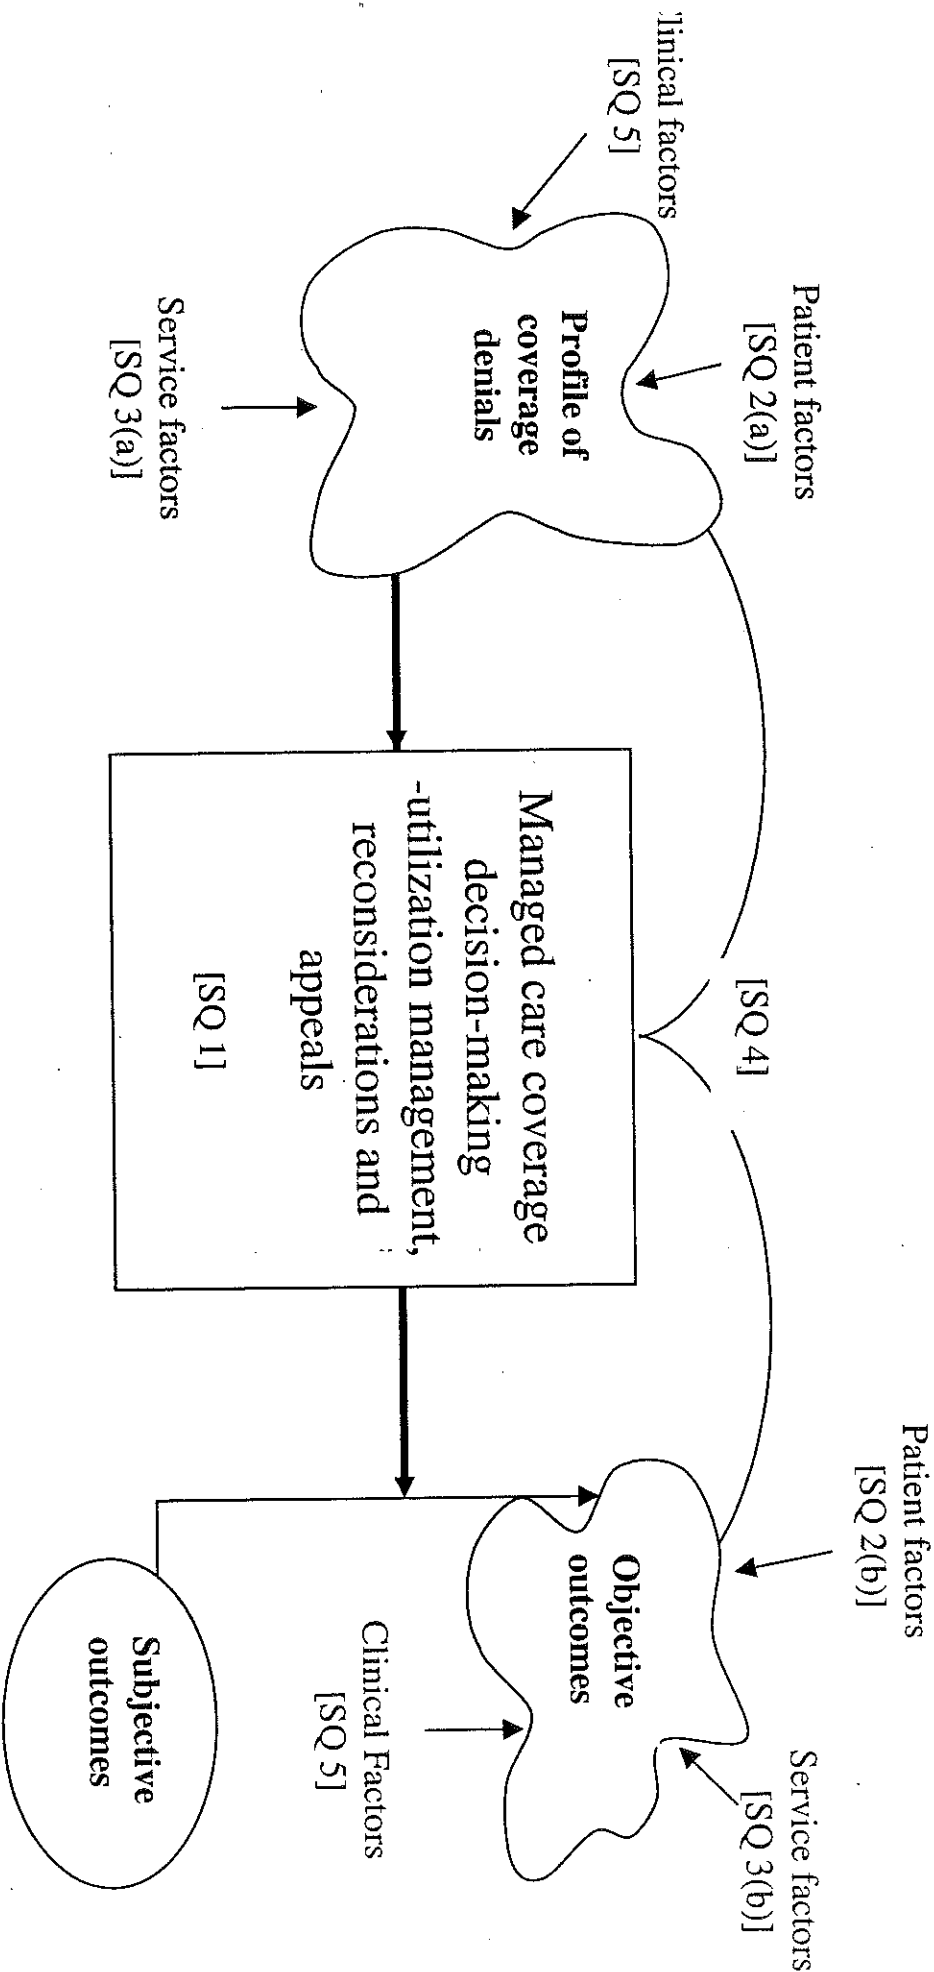 linical factors
[SQ 5]
Patient factors
[SQ 2(a)]
Profile of
coverage
denials
Service factors
[SQ 3(a)]
[SQ 4]
Managed care coverage
decision-making
-utilization management,
reconsiderations and
appeals
[SQ 1]
Patient factors
[SQ 2(b)]
Service factors
[SQ 3(b)]
Objective
outcomes
Clinical Factors
[SQ 5]
Subjective
outcomes